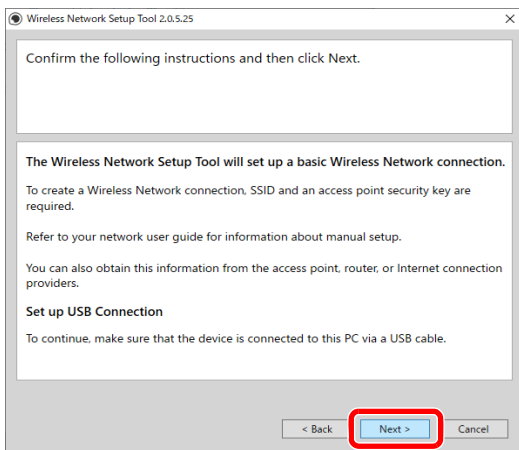 Wireless Network Setup Tool 2.0.5.25
Confirm the following instructions and then click Next.
The Wireless Network Setup Tool will set up a basic Wireless Network connection.
To create a Wireless Network connection, SSID and an access point security key are
required.
Refer to your network user guide for information about manual setup.
You can also obtain this information from the access point, router, or Internet connection
providers.
Set up USB Connection
To continue, make sure that the device is connected to this PC via a USB cable.
< Back Next > Cancel